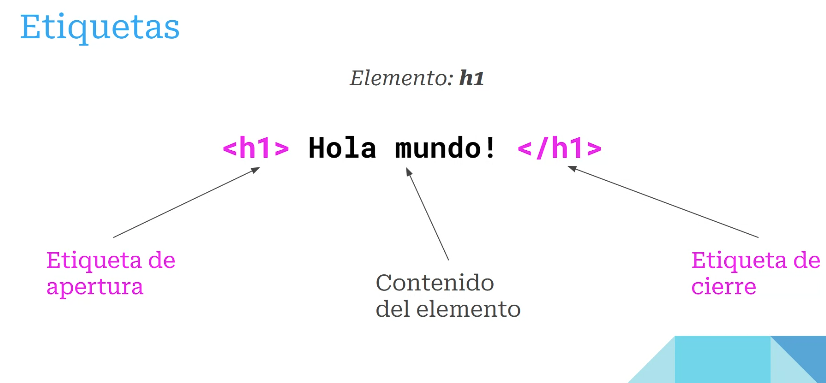 Etiquetas
Elemento: h1
<h1> Hola mundo! </h1>
Etiqueta de
apertura
Contenido
del elemento
Etiqueta de
cierre